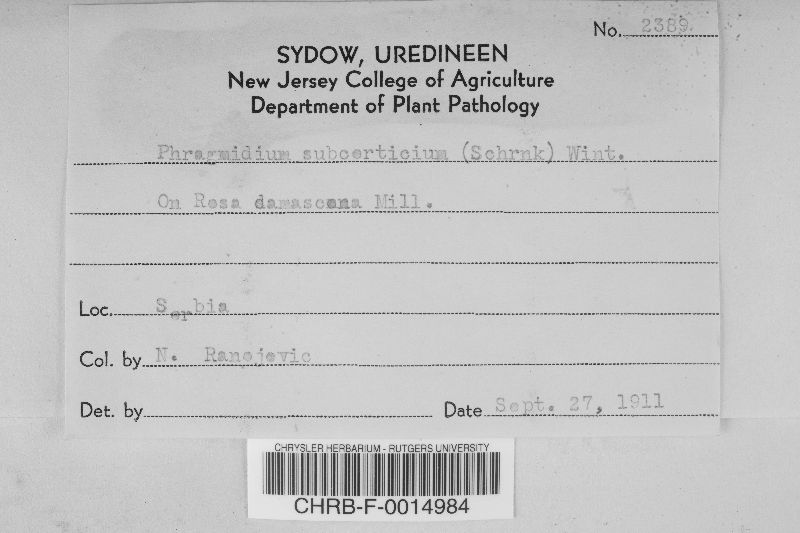 No. 2389
SYDOW, UREDINEEN
New Jersey College of Agriculture
Department of Plant Pathology
Phragmidium subcorticium (Schrnk) Wint.
On Rosa damascena Mill.
Loc. Serbia
Col. by N. Ranojevic
Det. by
Date Sept. 27, 1911
CHRYSLER HERBARIUM - RUTGERS UNIVERSITY
CHRB-F-0014984